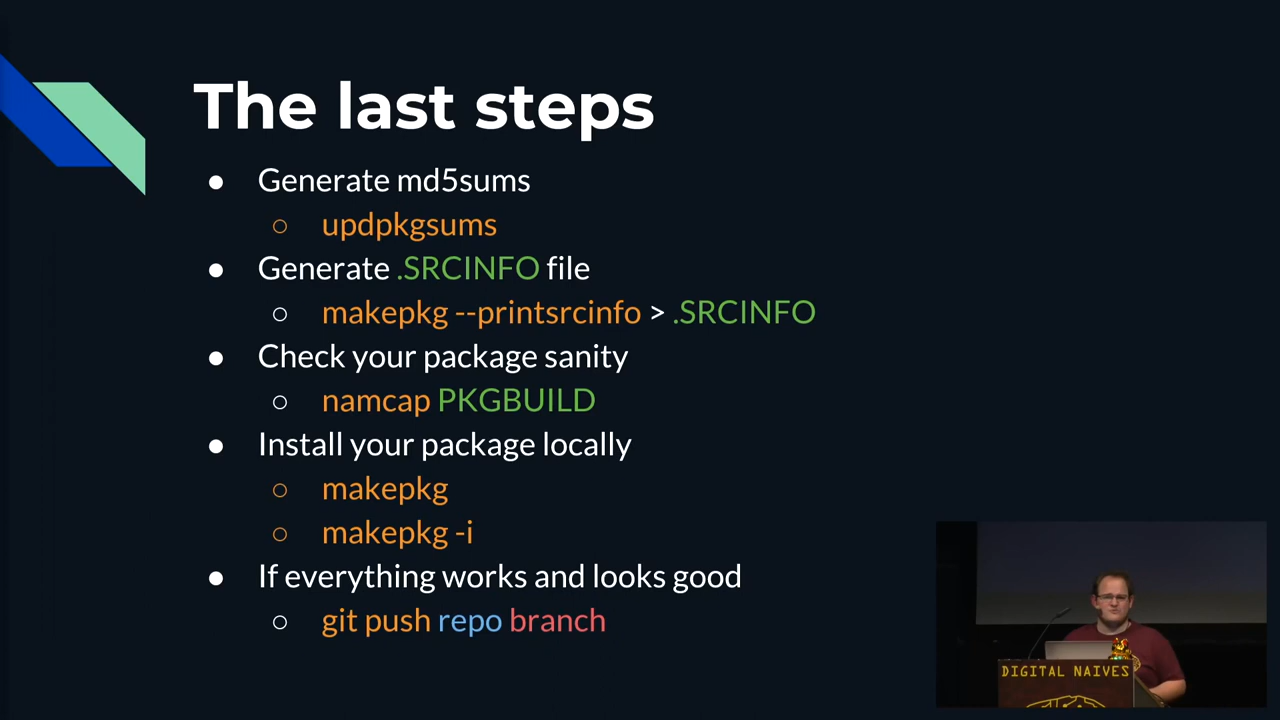 The last steps
● Generate md5sums
○ updpkgsums
● Generate .SRCINFO file
○ makepkg --printsrcinfo > .SRCINFO
● Check your package sanity
○ namcap PKGBUILD
● Install your package locally
○ makepkg
○ makepkg -i
● If everything works and looks good
○ git push repo branch
DIGITAL NAIVES